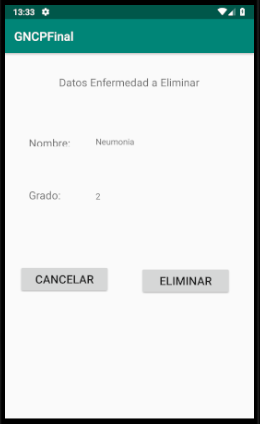 13:33
GNCPFinal
Datos Enfermedad a Eliminar
Nombre: Neumonia
Grado: 2
CANCELAR ELIMINAR